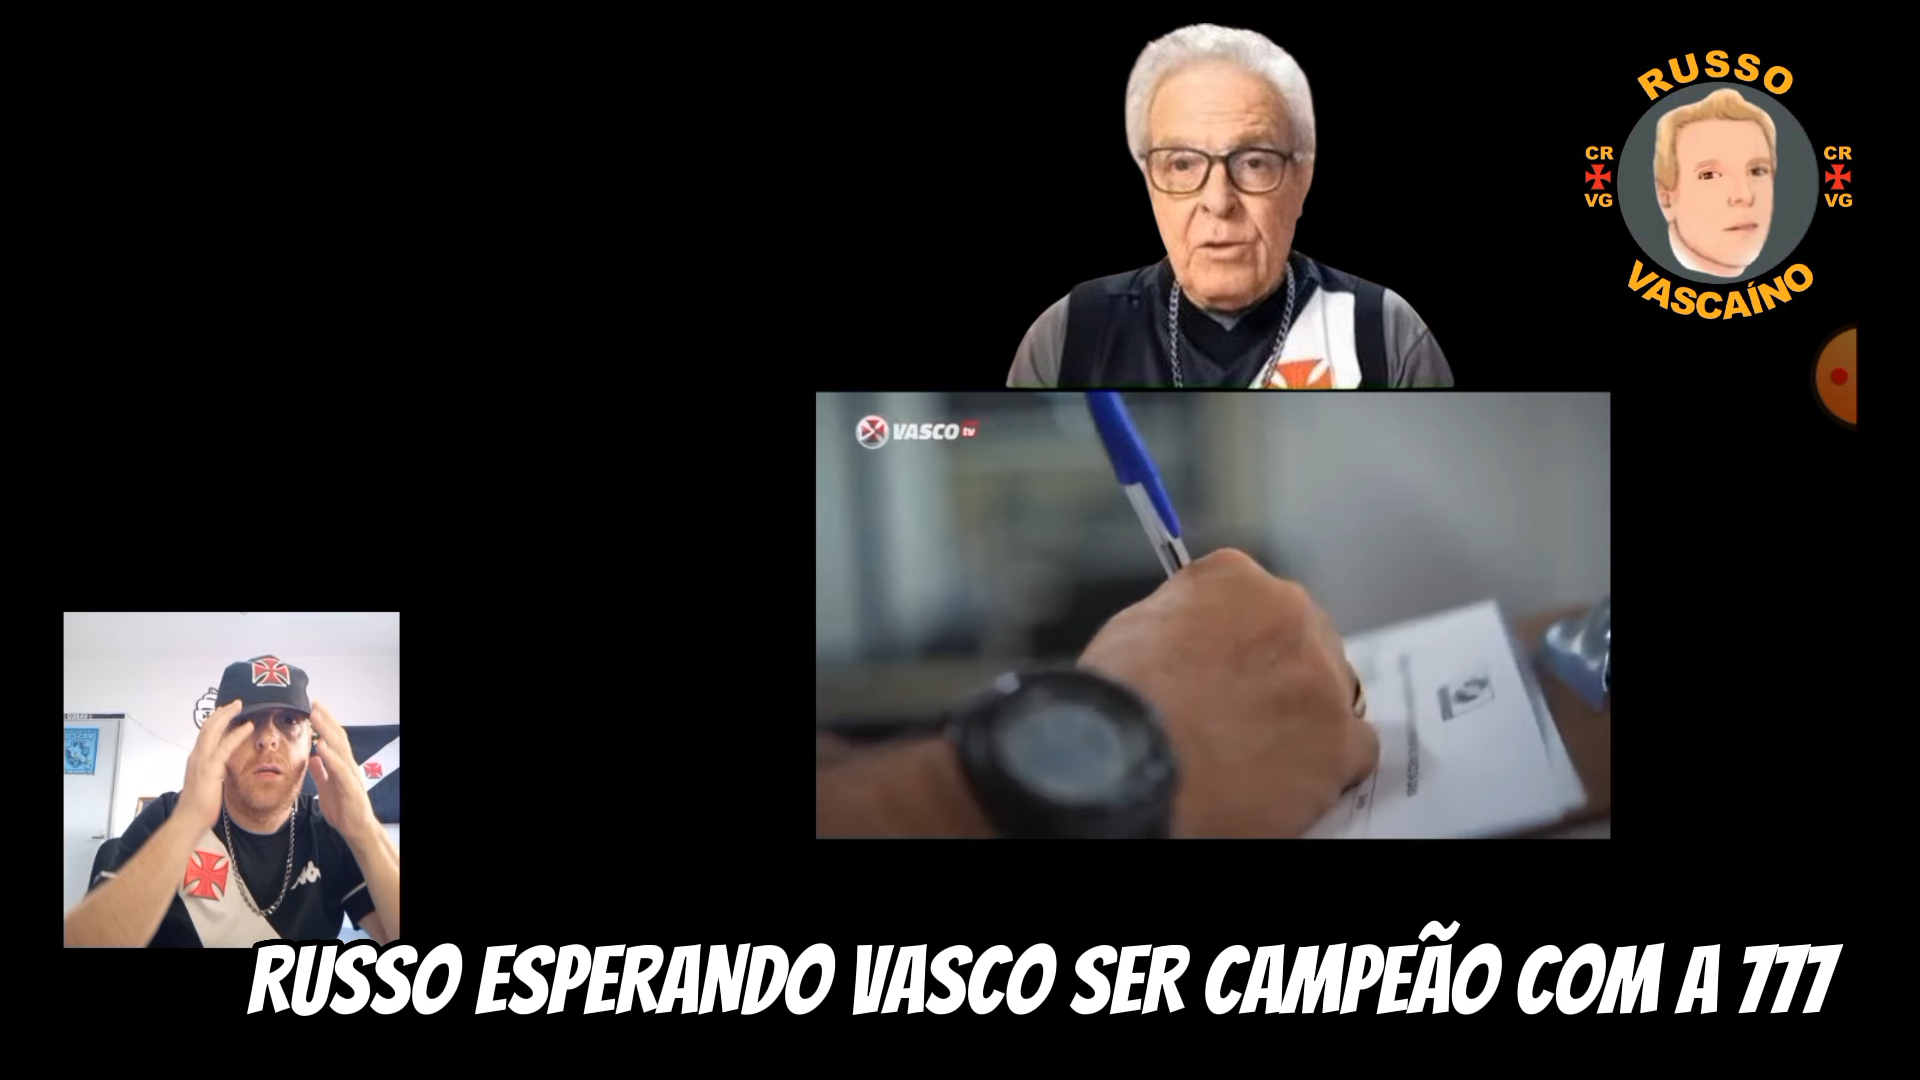 RUSSO
CR
VG
CR
VG
VASCAÍNO
VASCO tv
RUSSO ESPERANDO VASCO SER CAMPEÃO COM A 777